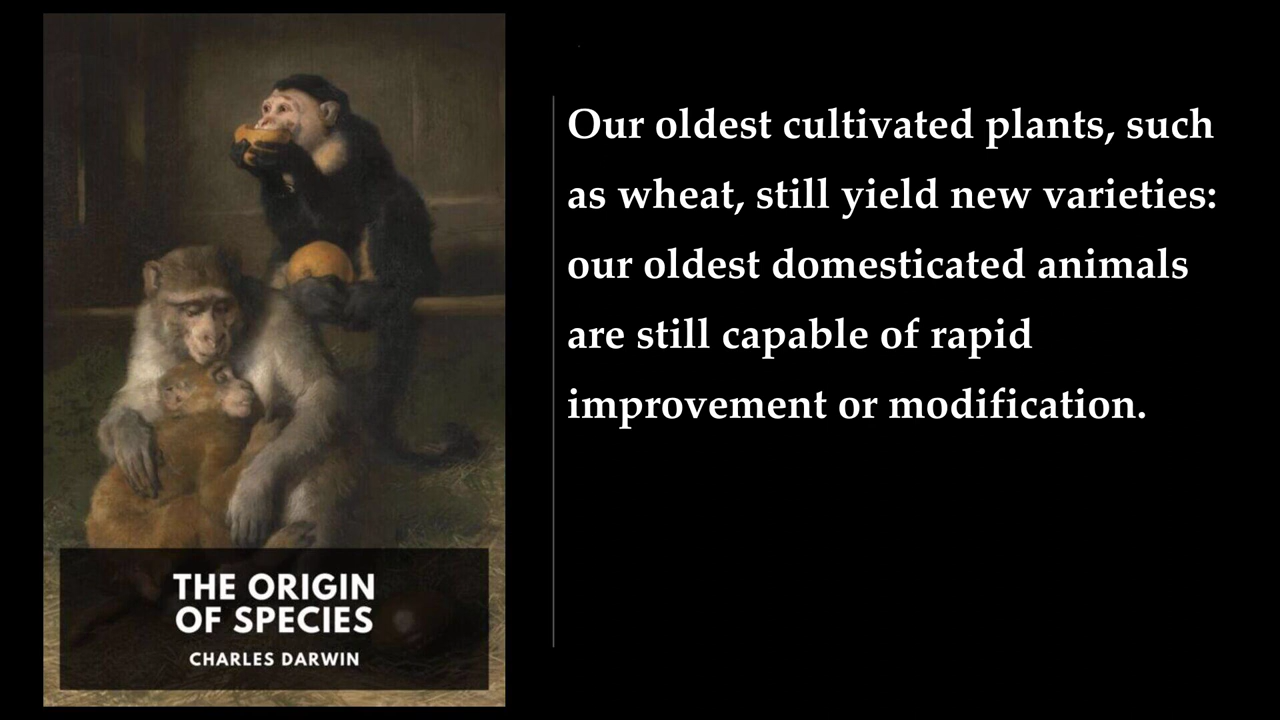 THE ORIGIN
OF SPECIES
CHARLES DARWIN
Our oldest cultivated plants, such
as wheat, still yield new varieties:
our oldest domesticated animals
are still capable of rapid
improvement or modification.